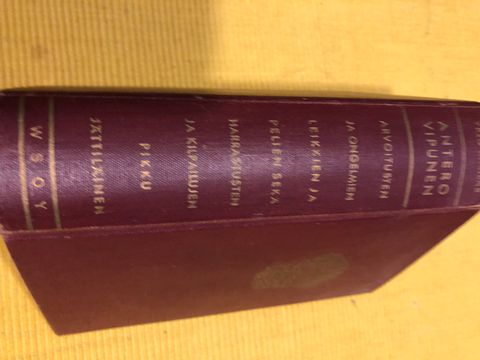 ANTERO
VIPUNEN
ARVOITUSTEN
JA ONGELMIEN
LEIKKIEN JA
PELIEN SEKÄ
HARRASTUSTEN
JA KILPAILUJEN
PIKKU
JÄTTILÄINEN
WSOY